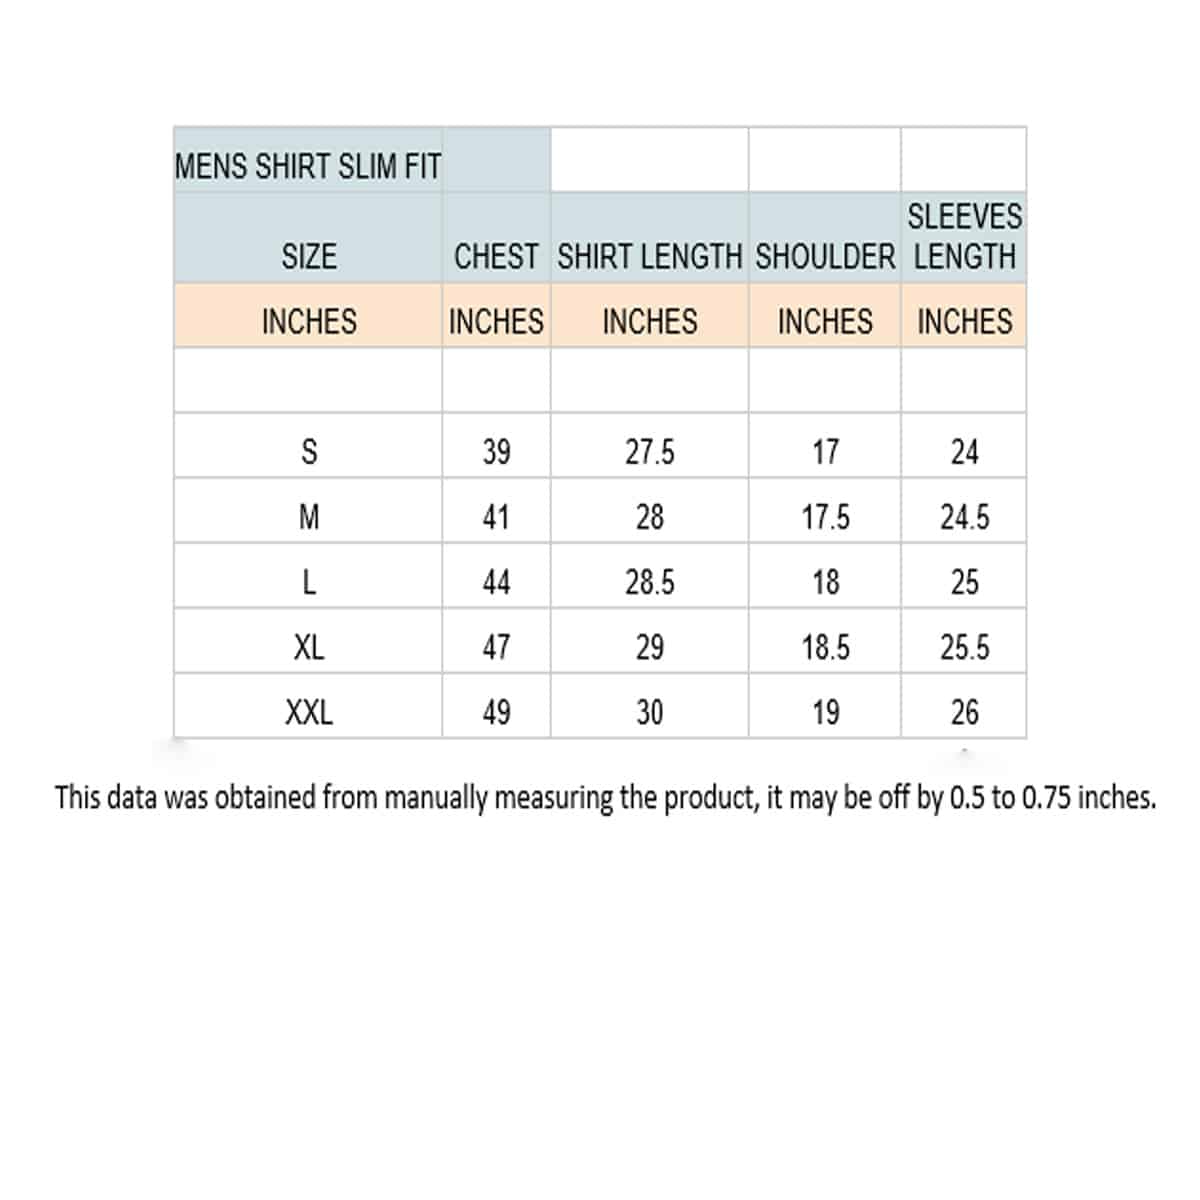 MENS SHIRT SLIM FIT
SIZE CHEST SHIRT LENGTH SHOULDER SLEEVES LENGTH
INCHES INCHES INCHES INCHES INCHES
S 39 27.5 17 24
M 41 28 17.5 24.5
L 44 28.5 18 25
XL 47 29 18.5 25.5
XXL 49 30 19 26
This data was obtained from manually measuring the product, it may be off by 0.5 to 0.75 inches.